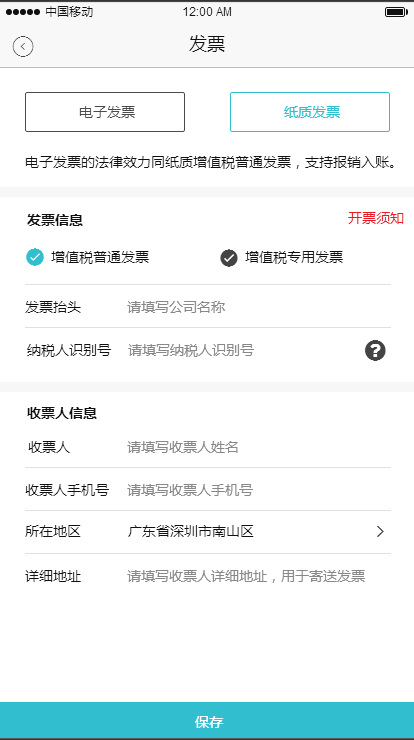 中国移动 12:00 AM
发票
电子发票 纸质发票
电子发票的法律效力同纸质增值税普通发票，支持报销入账。
发票信息 开票须知
增值税普通发票 增值税专用发票
发票抬头 请填写公司名称
纳税人识别号 请填写纳税人识别号 ?
收票人信息
收票人 请填写收票人姓名
收票人手机号 请填写收票人手机号
所在地区 广东省深圳市南山区
详细地址 请填写收票人详细地址，用于寄送发票
保存